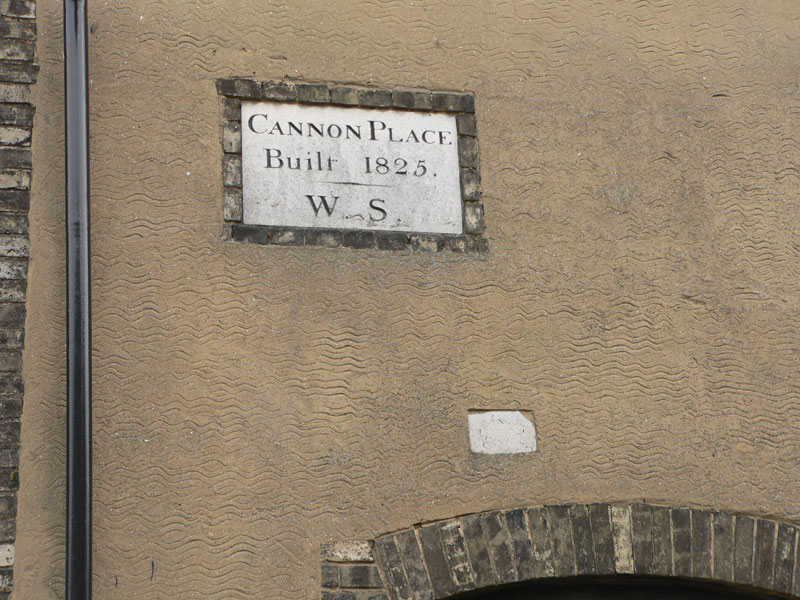 CANNON PLACE
Built 1825.
W S.